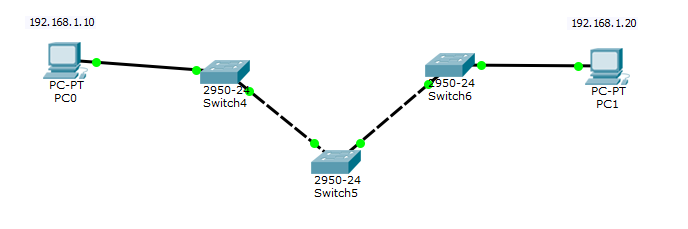 192.168.1.10
PC-PT
PC0
2950-24
Switch4
2950-24
Switch5
2950-24
Switch6
192.168.1.20
PC-PT
PC1